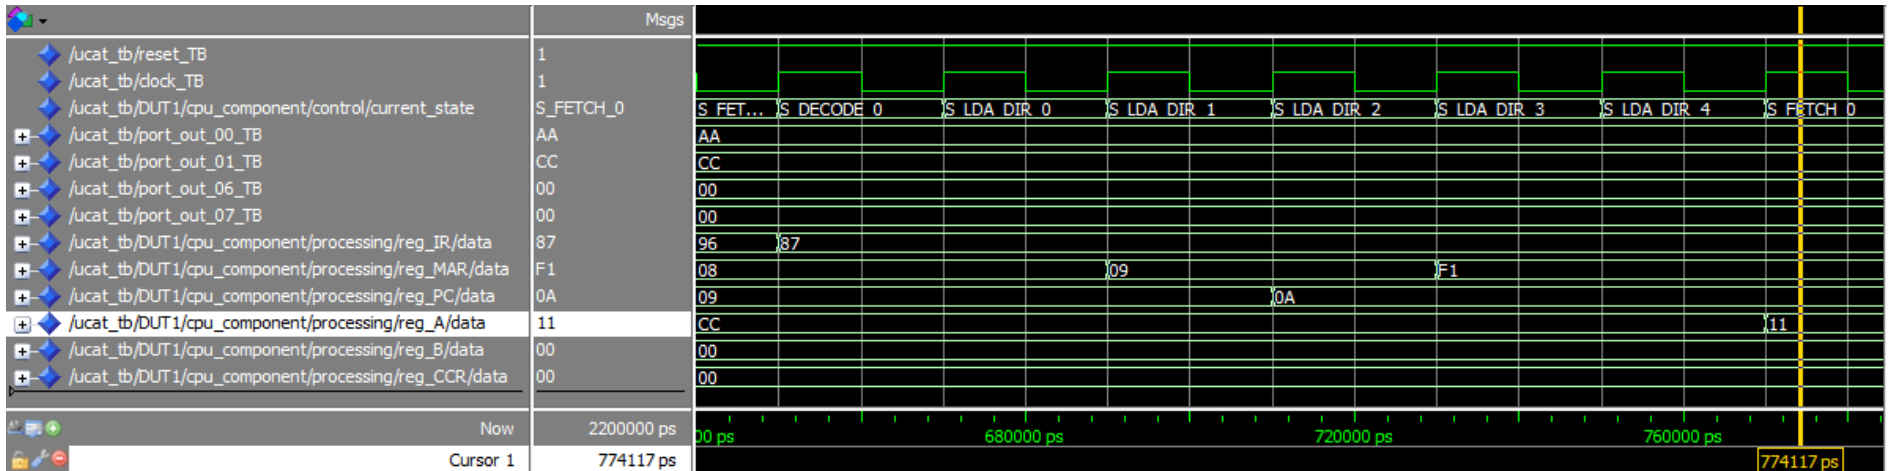 Msgs
/ucat_tb/reset_TB 1
/ucat_tb/clock_TB 1
/ucat_tb/DUT1/cpu_component/control/current_state S_FETCH_0 S_FET... S_DECODE_0 S_LDA_DIR_0 S_LDA_DIR_1 S_LDA_DIR_2 S_LDA_DIR_3 S_LDA_DIR_4 S_FETCH_0
/ucat_tb/port_out_00_TB AA AA
/ucat_tb/port_out_01_TB CC CC
/ucat_tb/port_out_06_TB 00 00
/ucat_tb/port_out_07_TB 00 00
/ucat_tb/DUT1/cpu_component/processing/reg_IR/data 87 96 87
/ucat_tb/DUT1/cpu_component/processing/reg_MAR/data F1 08 09 F1
/ucat_tb/DUT1/cpu_component/processing/reg_PC/data 0A 09 0A
/ucat_tb/DUT1/cpu_component/processing/reg_A/data 11 CC 11
/ucat_tb/DUT1/cpu_component/processing/reg_B/data 00 00
/ucat_tb/DUT1/cpu_component/processing/reg_CCR/data 00 00
Now 2200000 ps 00 ps 680000 ps 720000 ps 760000 ps
Cursor 1 774117 ps 774117 ps